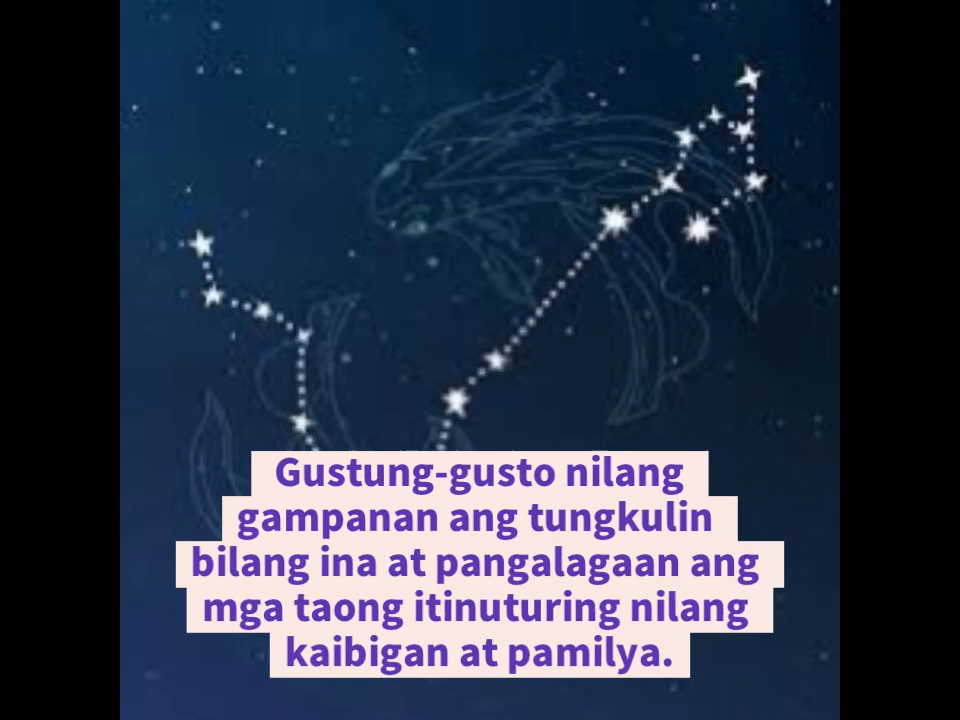 Gustung-gusto nilang
gampanan ang tungkulin
bilang ina at pangalagaan ang
mga taong itinuturing nilang
kaibigan at pamilya.